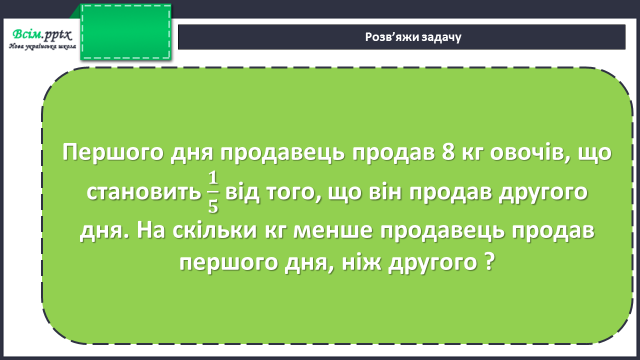 Всім.pptx
Нова українська школа
Розв’яжи задачу
Першого дня продавець продав 8 кг овочів, що
становить 1/5 від того, що він продав другого
дня. На скільки кг менше продавець продав
першого дня, ніж другого ?